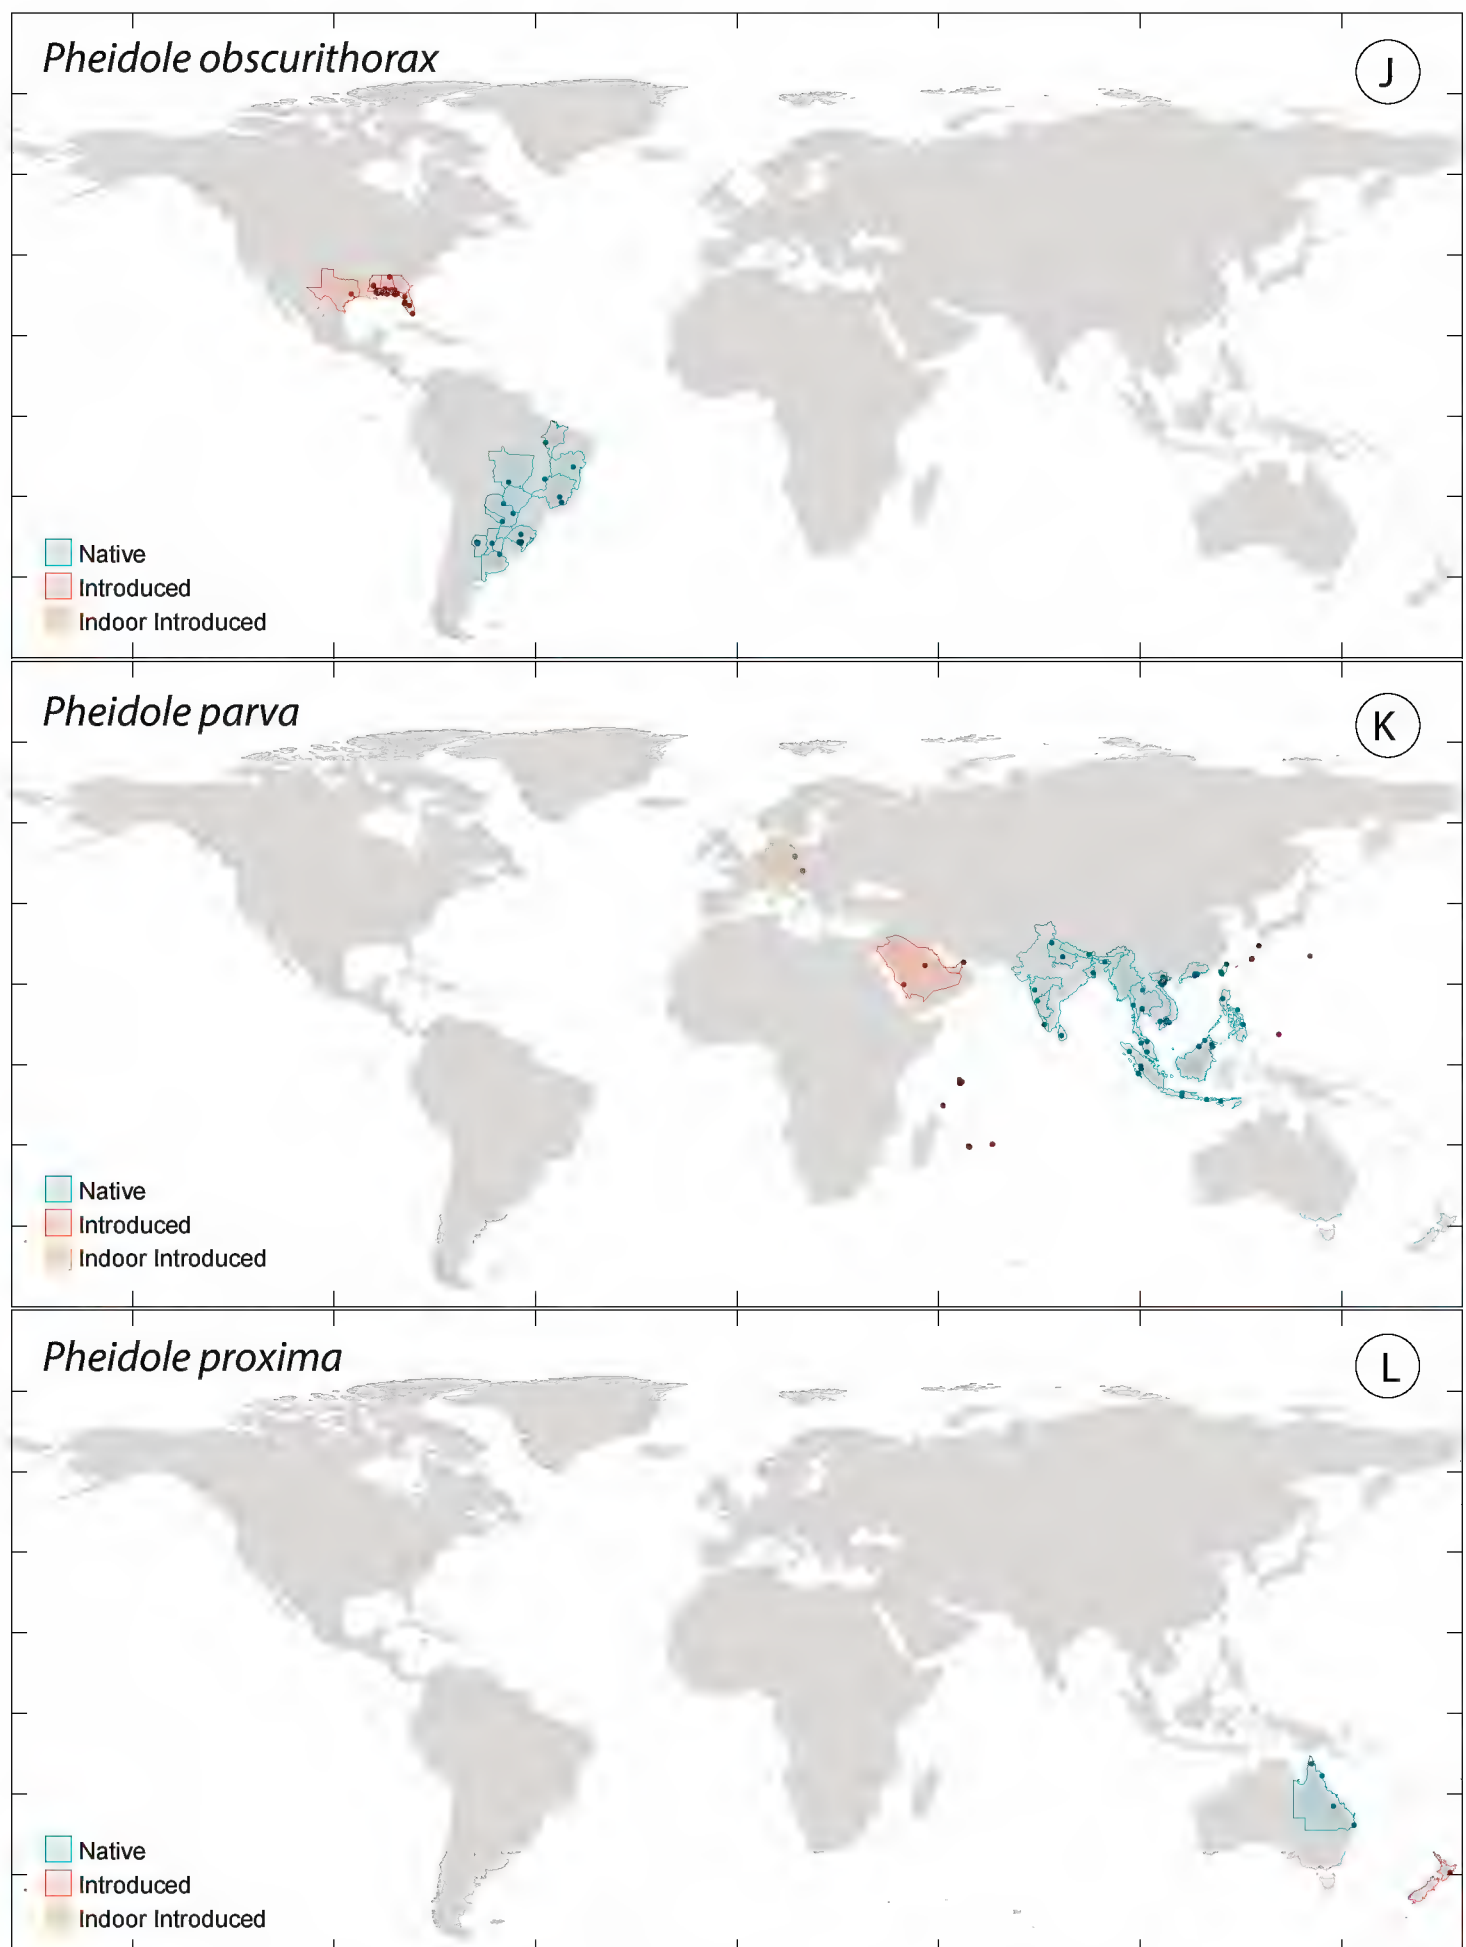 Pheidole obscurithorax
J
Native
Introduced
Indoor Introduced
Pheidole parva
K
Native
Introduced
Indoor Introduced
Pheidole proxima
L
Native
Introduced
Indoor Introduced